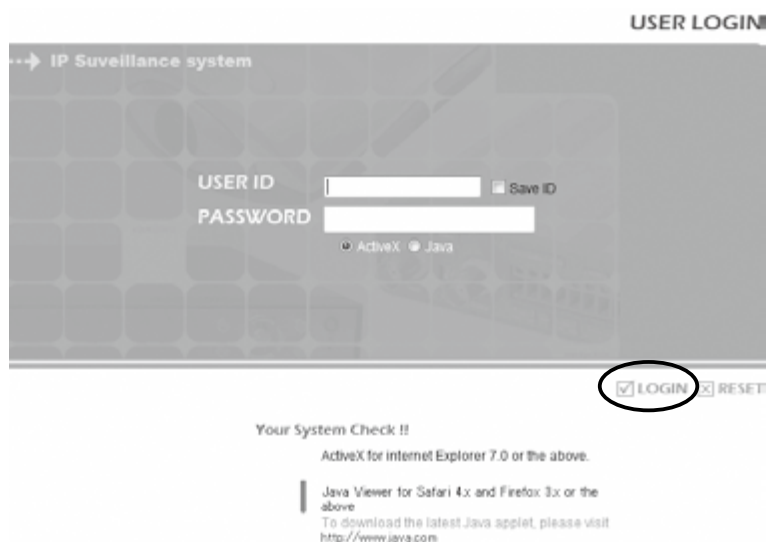 USER LOGIN
IP Suveillance system
USER ID
Save ID
PASSWORD
ActiveX Java
LOGIN RESET
Your System Check !!
ActiveX for internet Explorer 7.0 or the above.
Java Viewer for Safari 4.x and Firefox 3.x or the
above
To download the latest Java applet, please visit
http://www.java.com